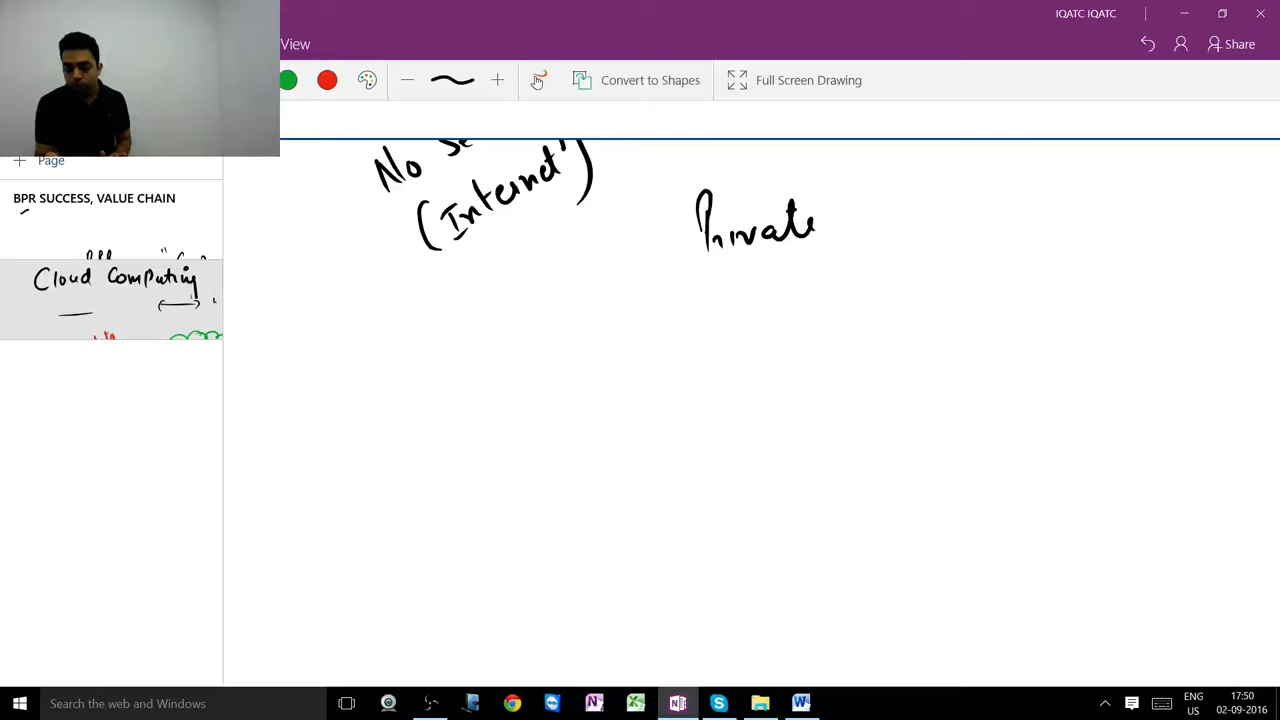 IQATC IQATC
View
Share
Convert to Shapes
Full Screen Drawing
Page
BPR SUCCESS, VALUE CHAIN
Cloud Computing
No
(Internet")
Private
Search the web and Windows
ENG
US
17:50
02-09-2016